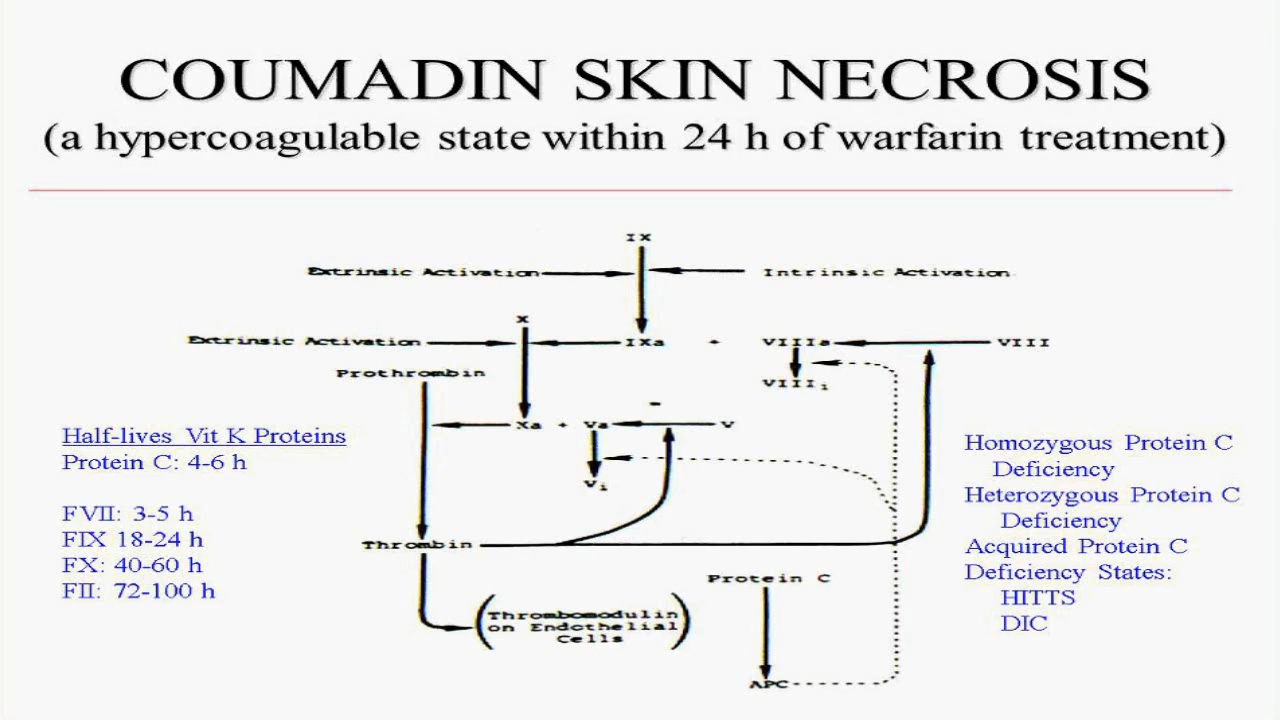 COUMADIN SKIN NECROSIS
(a hypercoagulable state within 24 h of warfarin treatment)
IX
Extrinsic Activation
Intrinsic Activation
X
Extrinsic Activation
IXa + VIIIa
VIII
Prothrombin
VIIIi
-
Xa + Va
V
Vi
Thrombin
Protein C
(Thrombomodulin
on Endothelial
Cells)
APC
Half-lives Vit K Proteins
Protein C: 4-6 h
FVII: 3-5 h
FIX 18-24 h
FX: 40-60 h
FII: 72-100 h
Homozygous Protein C
Deficiency
Heterozygous Protein C
Deficiency
Acquired Protein C
Deficiency States:
HITTS
DIC